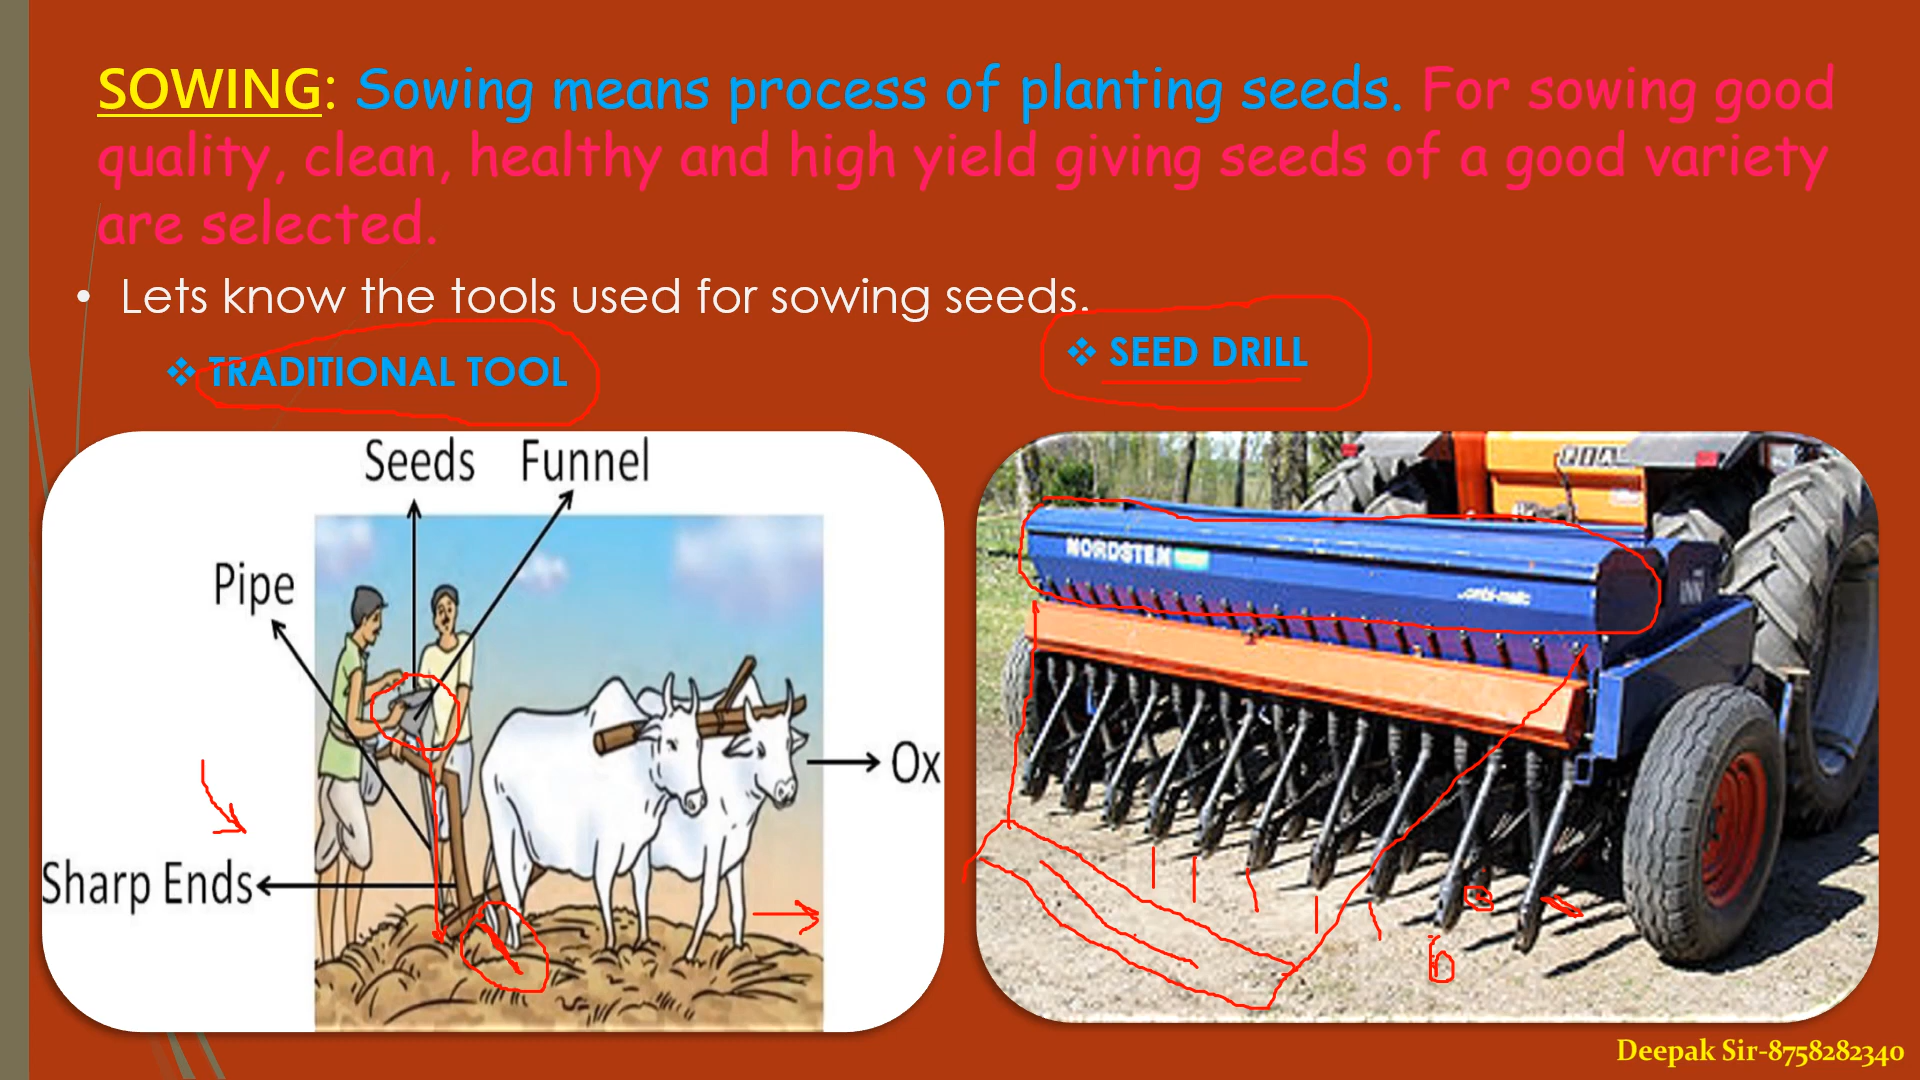 SOWING: Sowing means process of planting seeds. For sowing good
quality, clean, healthy and high yield giving seeds of a good variety
are selected.
• Lets know the tools used for sowing seeds.
❖ TRADITIONAL TOOL
❖ SEED DRILL
Seeds
Funnel
Pipe
Ox
Sharp Ends
NORDSTEN
Deepak Sir-8758282340